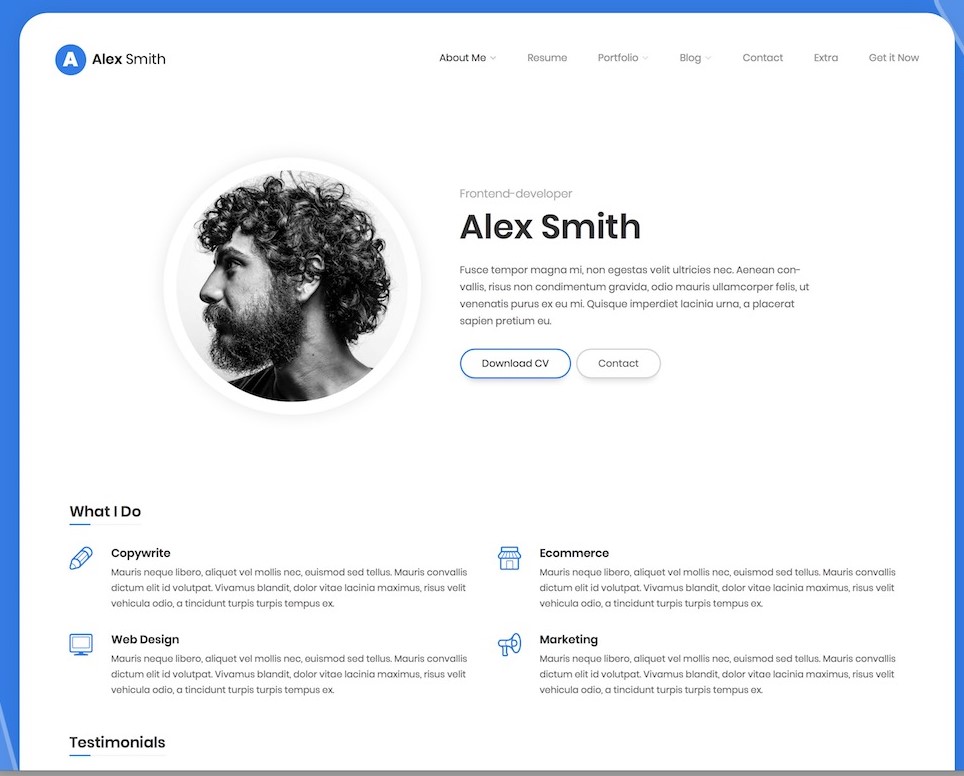 A Alex Smith
About Me Resume Portfolio Blog Contact Extra Get it Now
Frontend-developer
Alex Smith
Fusce tempor magna mi, non egestas velit ultricies nec. Aenean con-
vallis, risus non condimentum gravida, odio mauris ullamcorper felis, ut
venenatis purus ex eu mi. Quisque imperdiet lacinia urna, a placerat
sapien pretium eu.
Download CV Contact
What I Do
Copywrite
Mauris neque libero, aliquet vel mollis nec, euismod sed tellus. Mauris convallis
dictum elit id volutpat. Vivamus blandit, dolor vitae lacinia maximus, risus velit
vehicula odio, a tincidunt turpis turpis tempus ex.
Ecommerce
Mauris neque libero, aliquet vel mollis nec, euismod sed tellus. Mauris convallis
dictum elit id volutpat. Vivamus blandit, dolor vitae lacinia maximus, risus velit
vehicula odio, a tincidunt turpis turpis tempus ex.
Web Design
Mauris neque libero, aliquet vel mollis nec, euismod sed tellus. Mauris convallis
dictum elit id volutpat. Vivamus blandit, dolor vitae lacinia maximus, risus velit
vehicula odio, a tincidunt turpis turpis tempus ex.
Marketing
Mauris neque libero, aliquet vel mollis nec, euismod sed tellus. Mauris convallis
dictum elit id volutpat. Vivamus blandit, dolor vitae lacinia maximus, risus velit
vehicula odio, a tincidunt turpis turpis tempus ex.
Testimonials